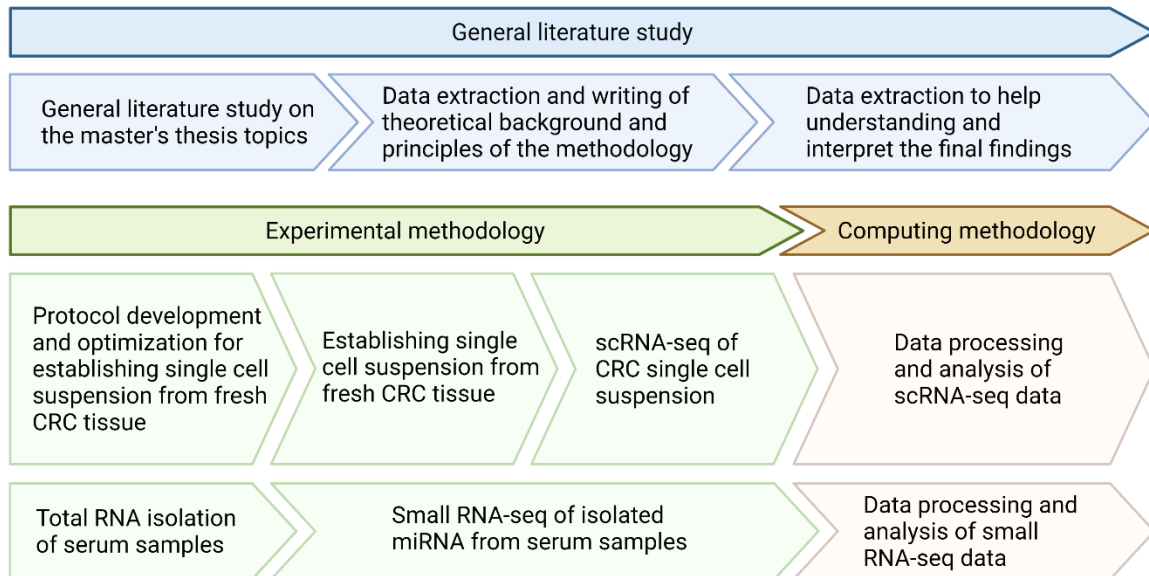 General literature study
General literature study on
the master's thesis topics
Data extraction and writing of
theoretical background and
principles of the methodology
Data extraction to help
understanding and
interpret the final findings
Experimental methodology
Computing methodology
Protocol development
and optimization for
establishing single cell
suspension from fresh
CRC tissue
Establishing single
cell suspension from
fresh CRC tissue
scRNA-seq of
CRC single cell
suspension
Data processing
and analysis of
scRNA-seq data
Total RNA isolation
of serum samples
Small RNA-seq of isolated
miRNA from serum samples
Data processing and
analysis of small
RNA-seq data